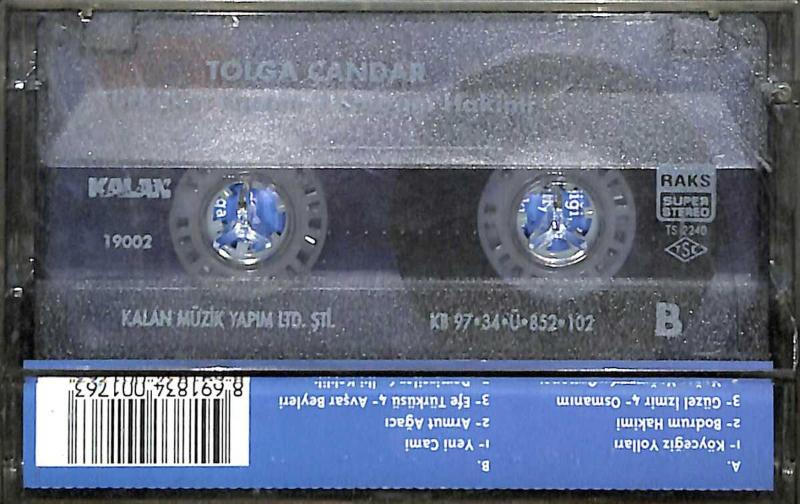 TOLGA ÇANDAR
Hakimi
KALAN
19002
RAKS
SUPER
STEREO
TS 2240
TSE
KALAN MÜZİK YAPIM LTD. ŞTİ.
KB 97•34•Ü•852•102
B
A.
1- Köyceğiz Yolları
2- Bodrum Hakimi
3- Güzel İzmir 4- Osmanım
B.
1- Yeni Cami
2- Armut Ağacı
3- Efe Türküsü 4- Avşar Beyleri
8 691834 001763